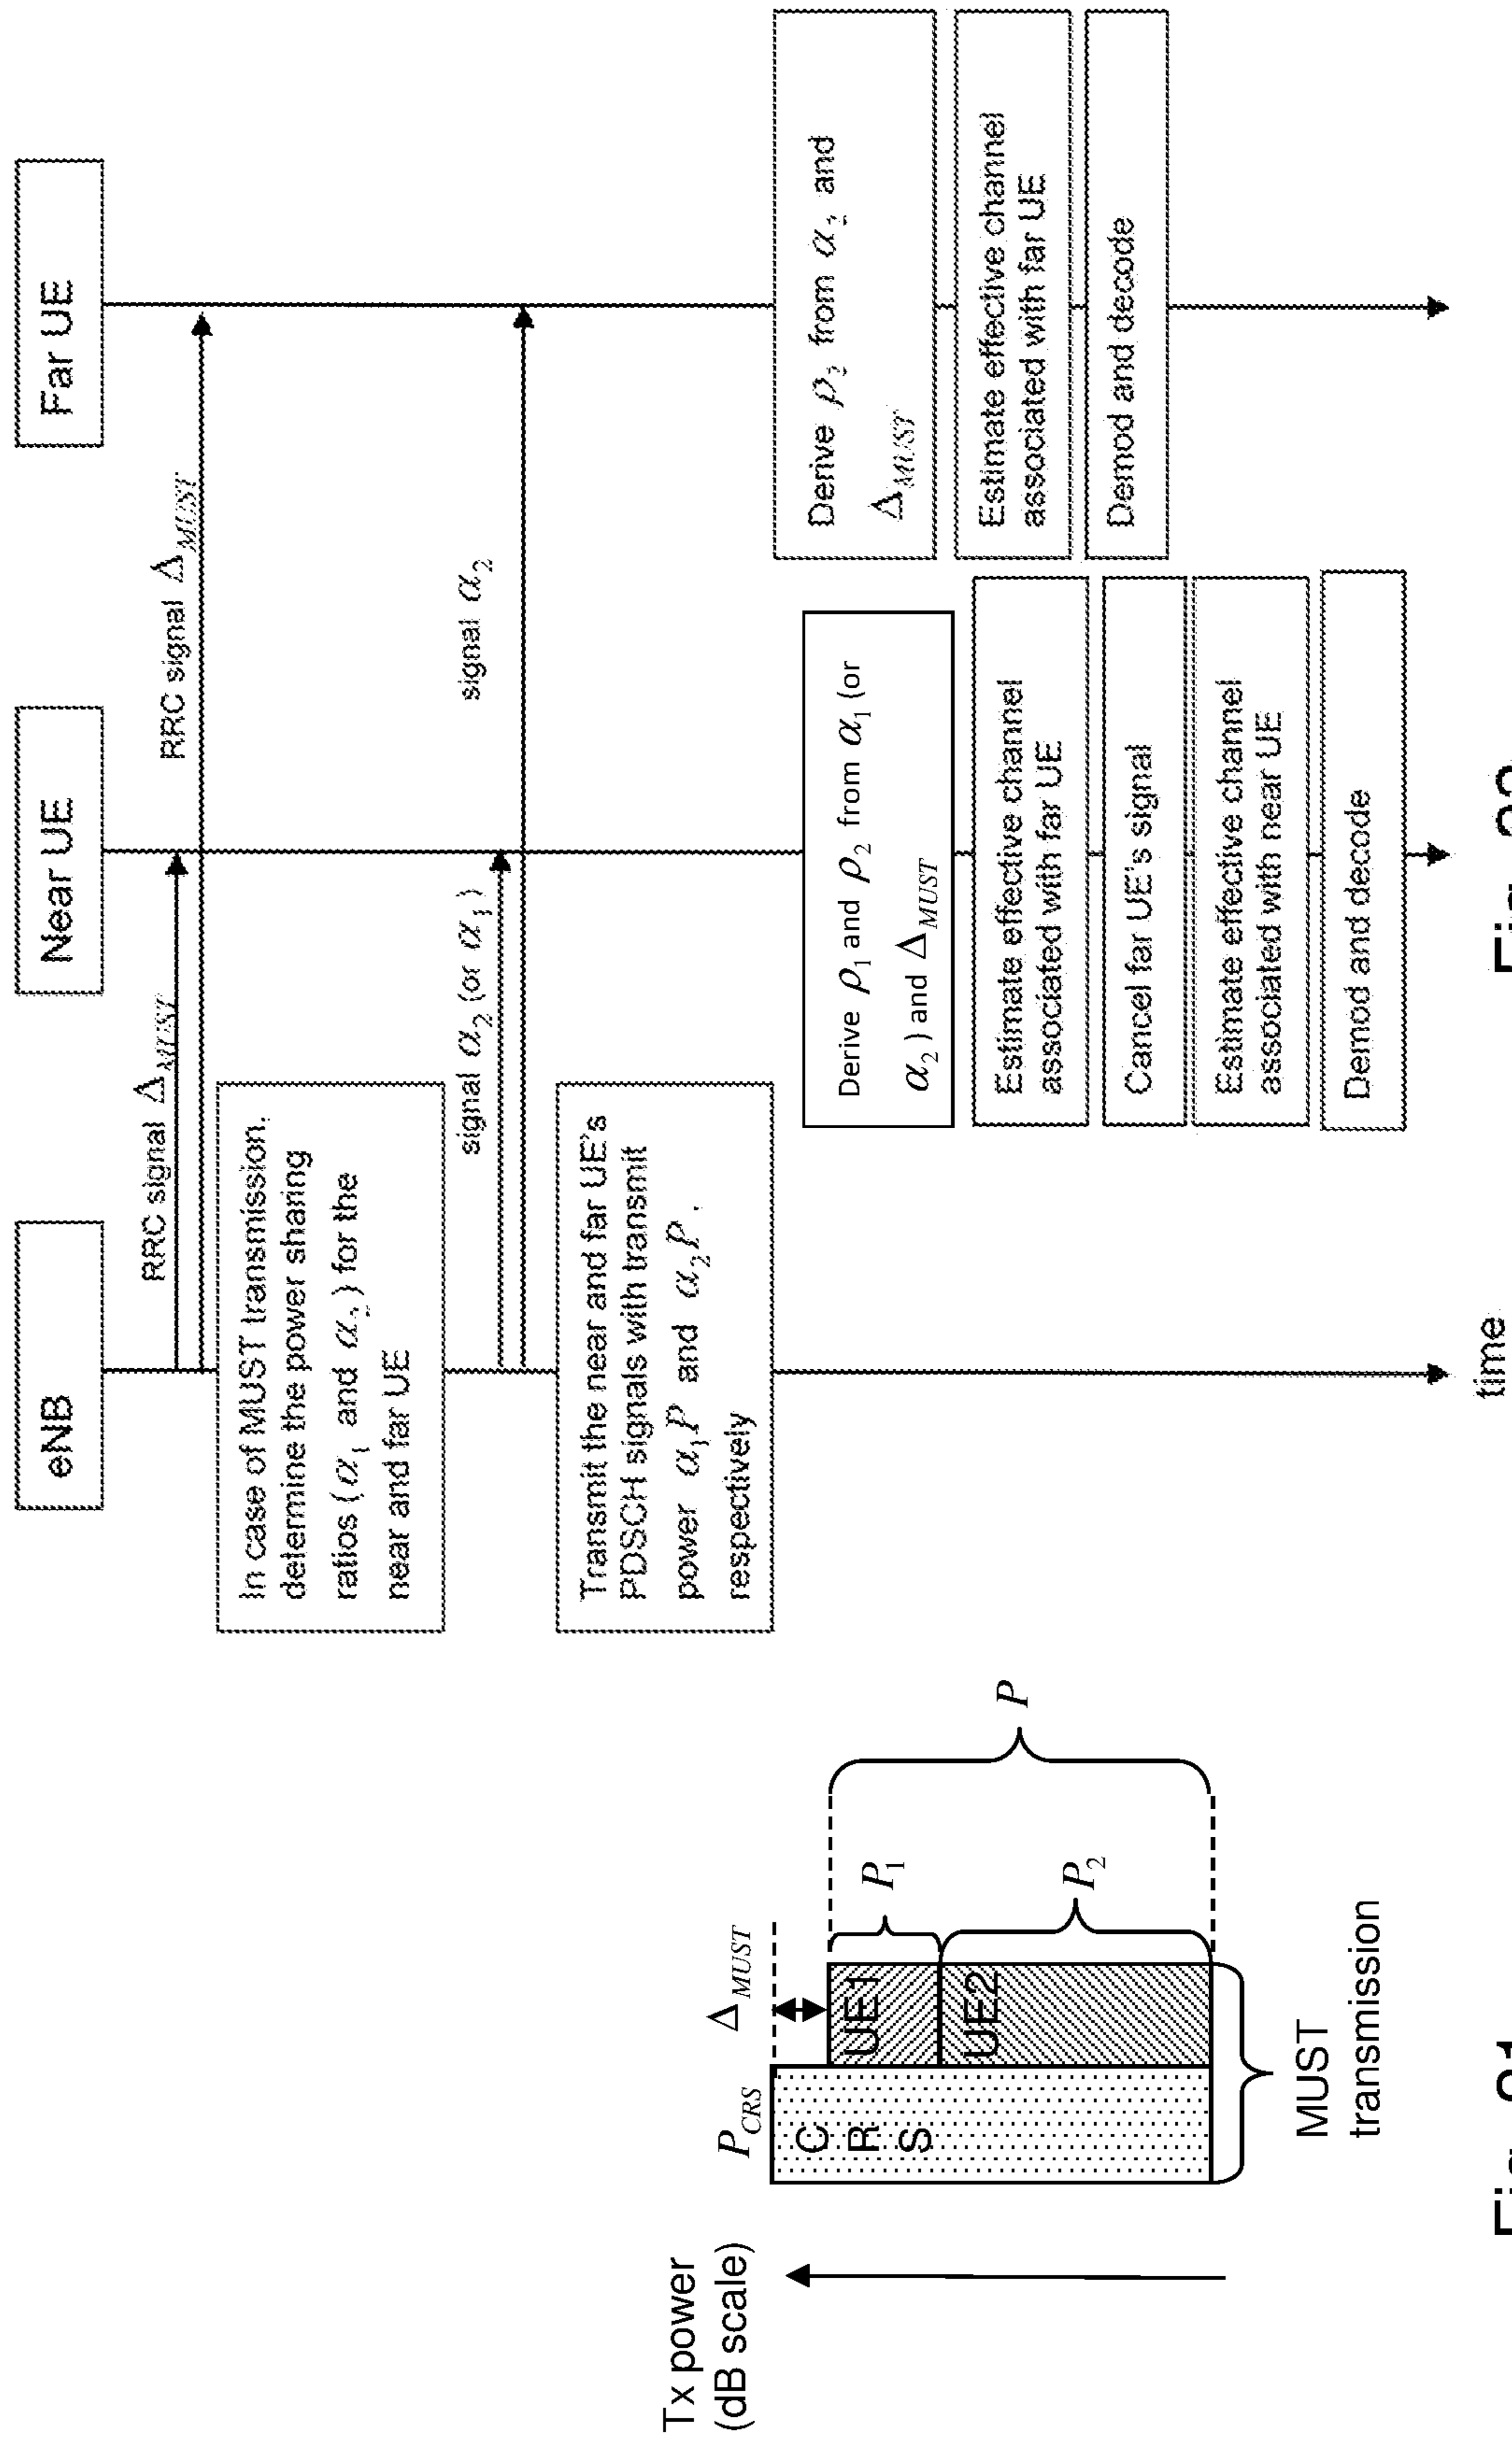 Tx power
(dB scale)
P_CRS
Δ_MUST
C
R
S
UE1
UE2
P_1
P_2
P
MUST
transmission
eNB
Near UE
Far UE
RRC signal Δ_MUST
RRC signal Δ_MUST
In case of MUST transmission,
determine the power sharing
ratios (α_1 and α_2) for the
near and far UE
signal α_2 (or α_1)
signal α_2
Transmit the near and far UE's
PDSCH signals with transmit
power α_1P and α_2P,
respectively
Derive ρ_1 and ρ_2 from α_1 (or
α_2) and Δ_MUST
Estimate effective channel
associated with far UE
Cancel far UE's signal
Estimate effective channel
associated with near UE
Demod and decode
Derive ρ_2 from α_2 and
Δ_MUST
Estimate effective channel
associated with far UE
Demod and decode
time
Fig.
Fig.